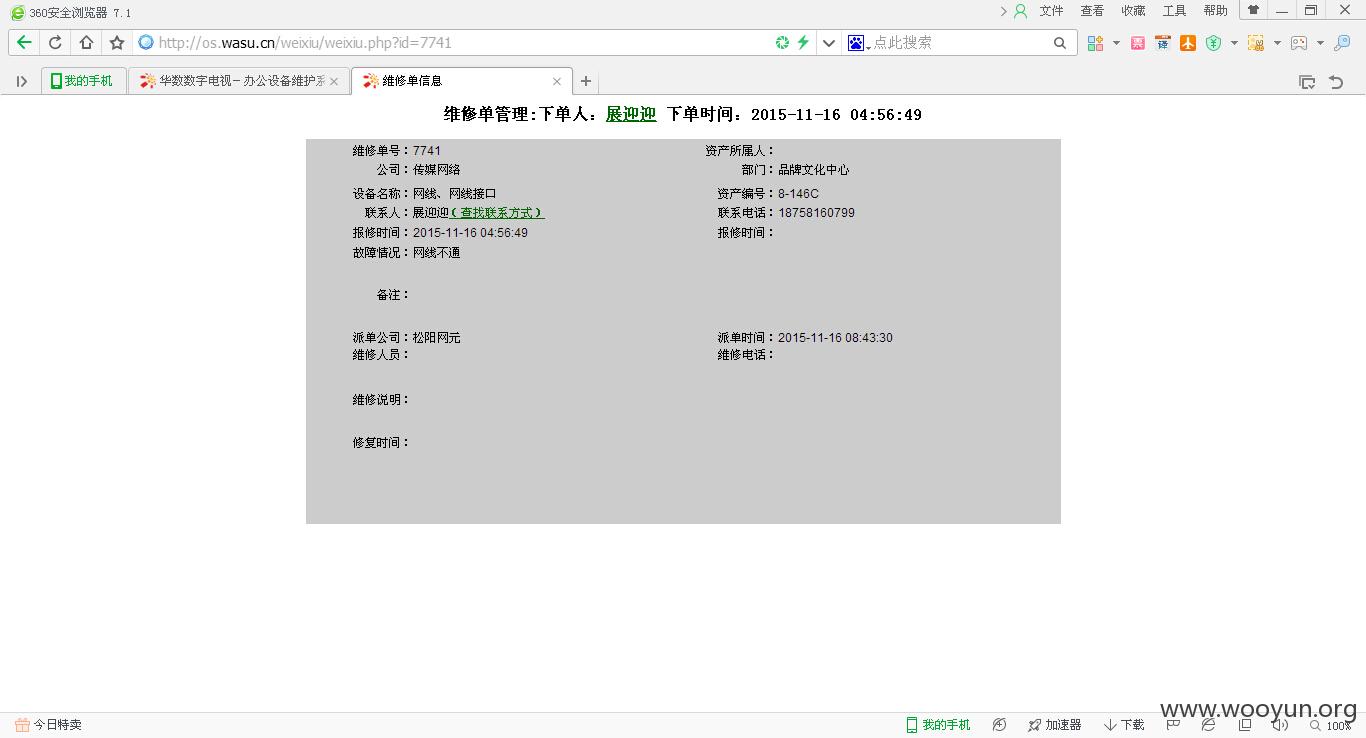 360安全浏览器 7.1
文件 查看 收藏 工具 帮助
http://os.wasu.cn/weixiu/weixiu.php?id=7741
点此搜索
我的手机 华数数字电视－办公设备维护系 维修单信息
维修单管理:下单人: 展迎迎 下单时间: 2015-11-16 04:56:49
维修单号：7741 资产所属人：
公司：传媒网络 部门：品牌文化中心
设备名称：网线、网线接口 资产编号：8-146C
联系人：展迎迎（查找联系方式） 联系电话：18758160799
报修时间：2015-11-16 04:56:49 报修时间：
故障情况：网线不通
备注：
派单公司：松阳网元 派单时间：2015-11-16 08:43:30
维修人员： 维修电话：
维修说明：
修复时间：
www.wooyun.org
今日特卖 我的手机 加速器 下载 100%